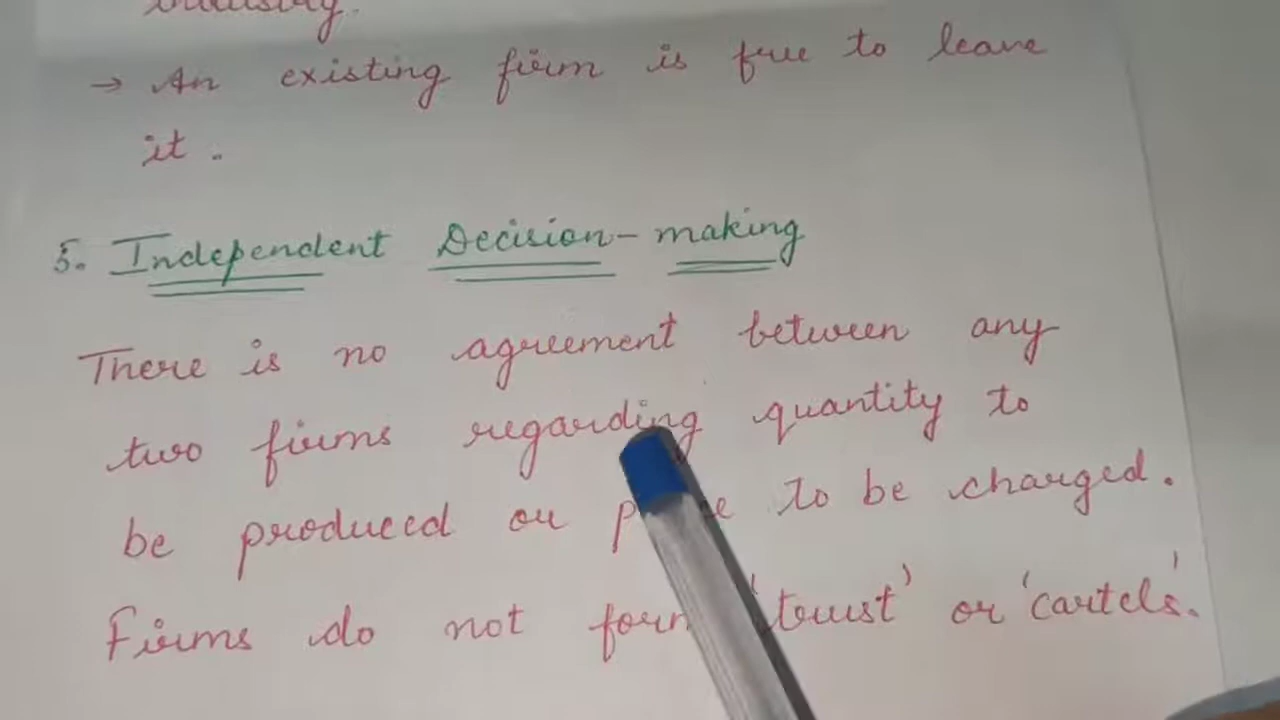 industry.
→ An existing firm is free to leave
it.
5. Independent Decision-making
There is no agreement between any
two firms regarding quantity to
be produced or to be charged.
Firms do not form 'trust' or 'cartels'.